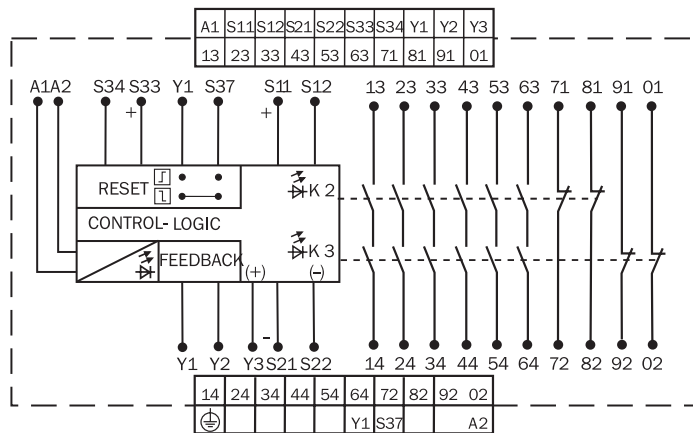 A1 S11 S12 S21 S22 S33 S34 Y1 Y2 Y3
13 23 33 43 53 63 71 81 91 01
A1 A2 S34 S33 Y1 S37 S11 S12 13 23 33 43 53 63 71 81 91 01
+ +
RESET K2
CONTROL-LOGIC
FEEDBACK K3
(+) (-)
-
Y1 Y2 Y3 S21 S22 14 24 34 44 54 64 72 82 92 02
14 24 34 44 54 64 72 82 92 02
Y1 S37 A2